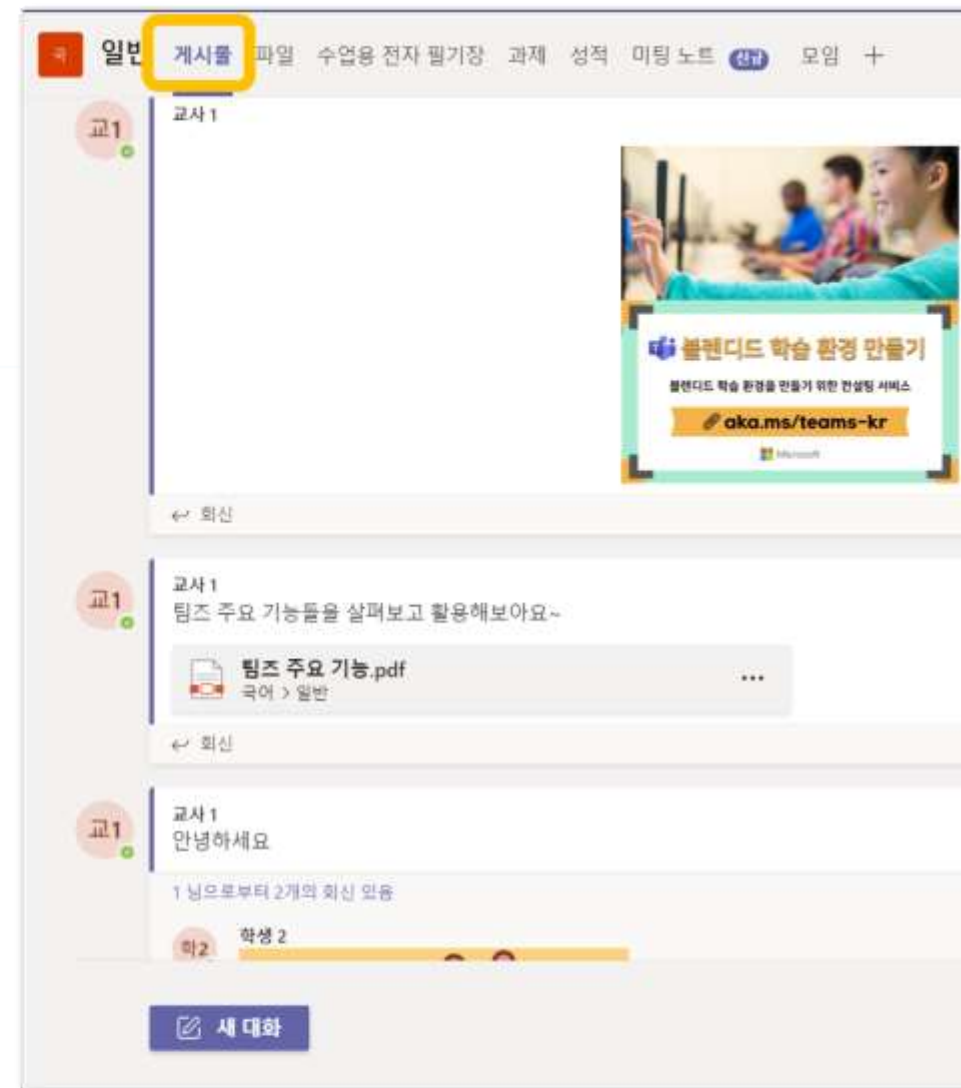 국
일반 게시물 파일 수업용 전자 필기장 과제 성적 미팅 노트 신규 모임 +
교1
교사 1
블렌디드 학습 환경 만들기
블렌디드 학습 환경을 만들기 위한 컨설팅 서비스
aka.ms/teams-kr
Microsoft
회신
교1
교사 1
팀즈 주요 기능들을 살펴보고 활용해보아요~
팀즈 주요 기능.pdf
국어 > 일반
회신
교1
교사 1
안녕하세요
1 님으로부터 2개의 회신 있음
학2
학생 2
새 대화